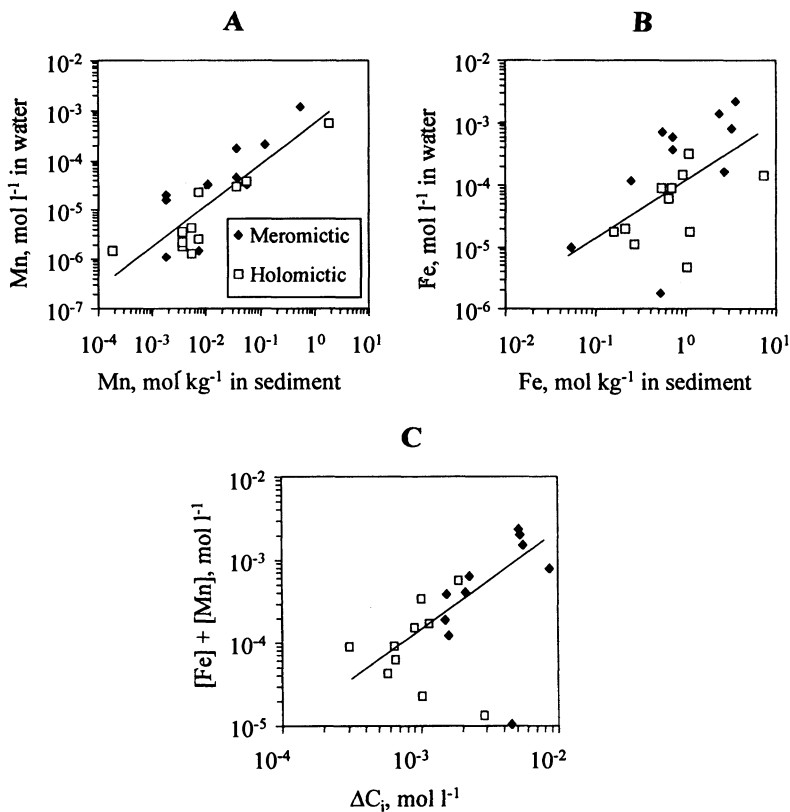 A
B
10⁻²
10⁻³
10⁻⁴
10⁻⁵
10⁻⁶
10⁻⁷
Mn, mol l⁻¹ in water
Meromictic
Holomictic
10⁻⁴ 10⁻³ 10⁻² 10⁻¹ 10⁰ 10¹
Mn, mol kg⁻¹ in sediment
10⁻²
10⁻³
10⁻⁴
10⁻⁵
10⁻⁶
Fe, mol l⁻¹ in water
10⁻² 10⁻¹ 10⁰ 10¹
Fe, mol kg⁻¹ in sediment
C
10⁻²
10⁻³
10⁻⁴
10⁻⁵
[Fe] + [Mn], mol l⁻¹
10⁻⁴ 10⁻³ 10⁻²
ΔCⱼ, mol l⁻¹